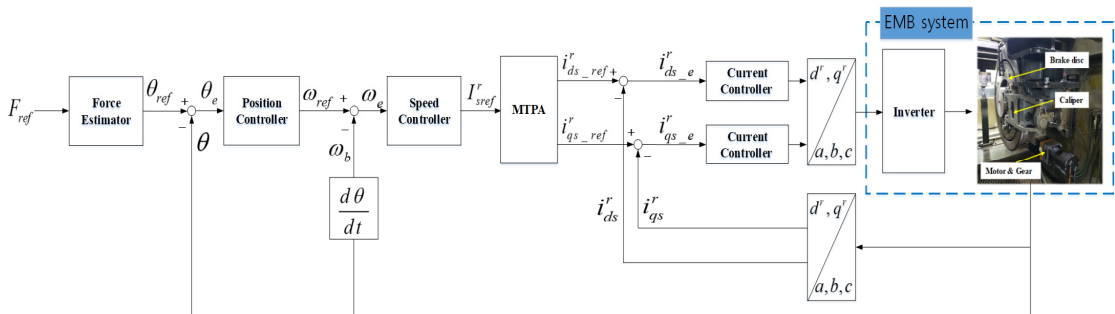 EMB system
F_ref
Force
Estimator
θ_ref
+
−
θ_e
θ
Position
Controller
ω_ref
+
−
ω_e
ω_b
dθ
dt
Speed
Controller
I^r_sref
MTPA
i^r_ds_ref
+
−
i^r_ds_e
Current
Controller
i^r_qs_ref
+
−
i^r_qs_e
Current
Controller
d^r, q^r
a, b, c
Inverter
Brake disc
Caliper
Motor & Gear
i^r_ds
i^r_qs
d^r, q^r
a, b, c